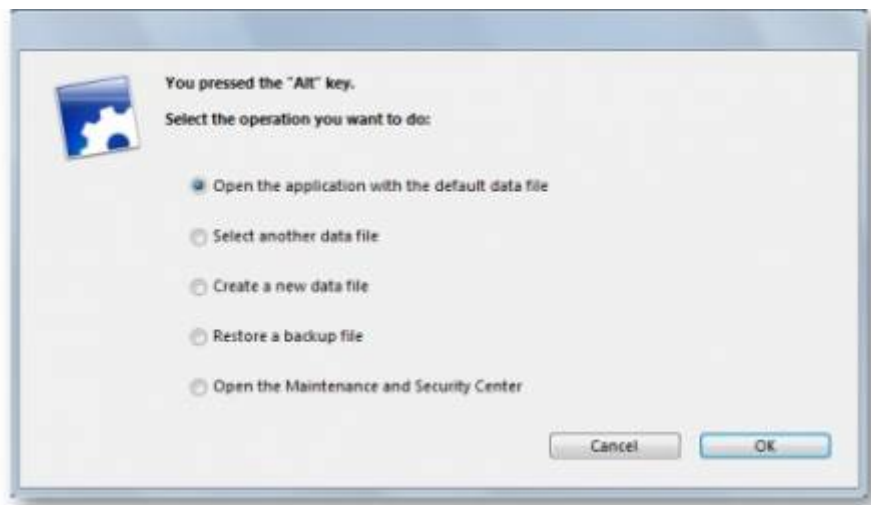 You pressed the "Alt" key.
Select the operation you want to do:
Open the application with the default data file
Select another data file
Create a new data file
Restore a backup file
Open the Maintenance and Security Center
Cancel OK